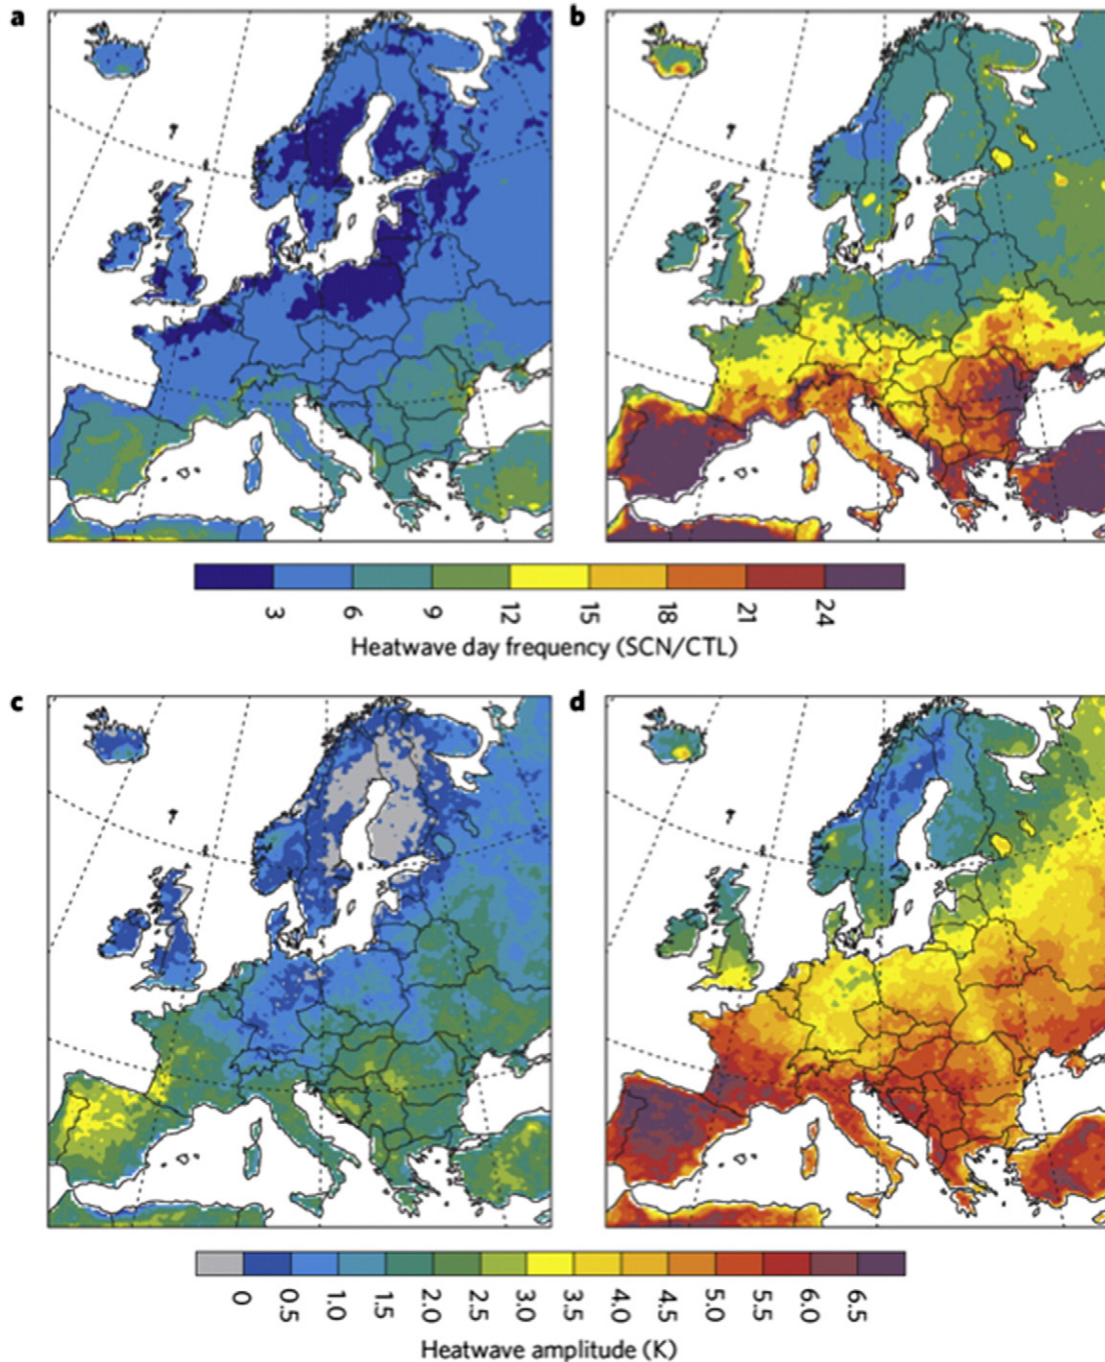 a
b
3 6 9 12 15 18 21 24
Heatwave day frequency (SCN/CTL)
c
d
0 0.5 1.0 1.5 2.0 2.5 3.0 3.5 4.0 4.5 5.0 5.5 6.0 6.5
Heatwave amplitude (K)